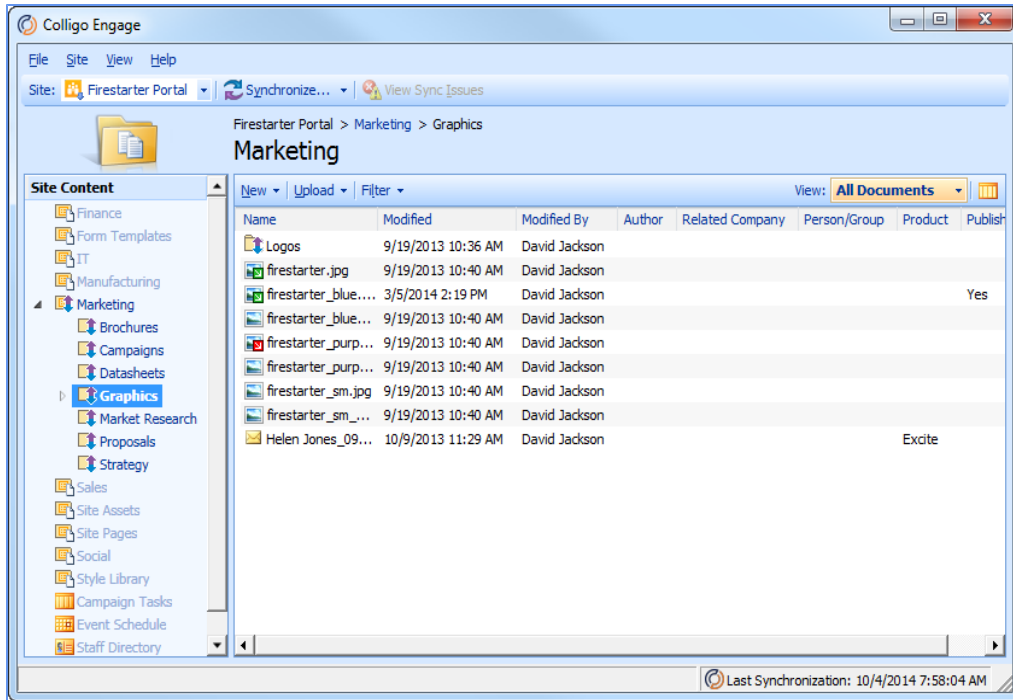 Colligo Engage
File Site View Help
Site: Firestarter Portal Synchronize... View Sync Issues
Firestarter Portal > Marketing > Graphics
Marketing
Site Content
Finance
Form Templates
IT
Manufacturing
Marketing
Brochures
Campaigns
Datasheets
Graphics
Market Research
Proposals
Strategy
Sales
Site Assets
Site Pages
Social
Style Library
Campaign Tasks
Event Schedule
Staff Directory
New Upload Filter View: All Documents
Name Modified Modified By Author Related Company Person/Group Product Publish
Logos 9/19/2013 10:36 AM David Jackson
firestarter.jpg 9/19/2013 10:40 AM David Jackson
firestarter_blue.... 3/5/2014 2:19 PM David Jackson Yes
firestarter_blue... 9/19/2013 10:40 AM David Jackson
firestarter_purp... 9/19/2013 10:40 AM David Jackson
firestarter_purp... 9/19/2013 10:40 AM David Jackson
firestarter_sm.jpg 9/19/2013 10:40 AM David Jackson
firestarter_sm_... 9/19/2013 10:40 AM David Jackson
Helen Jones_09... 10/9/2013 11:29 AM David Jackson Excite
Last Synchronization: 10/4/2014 7:58:04 AM